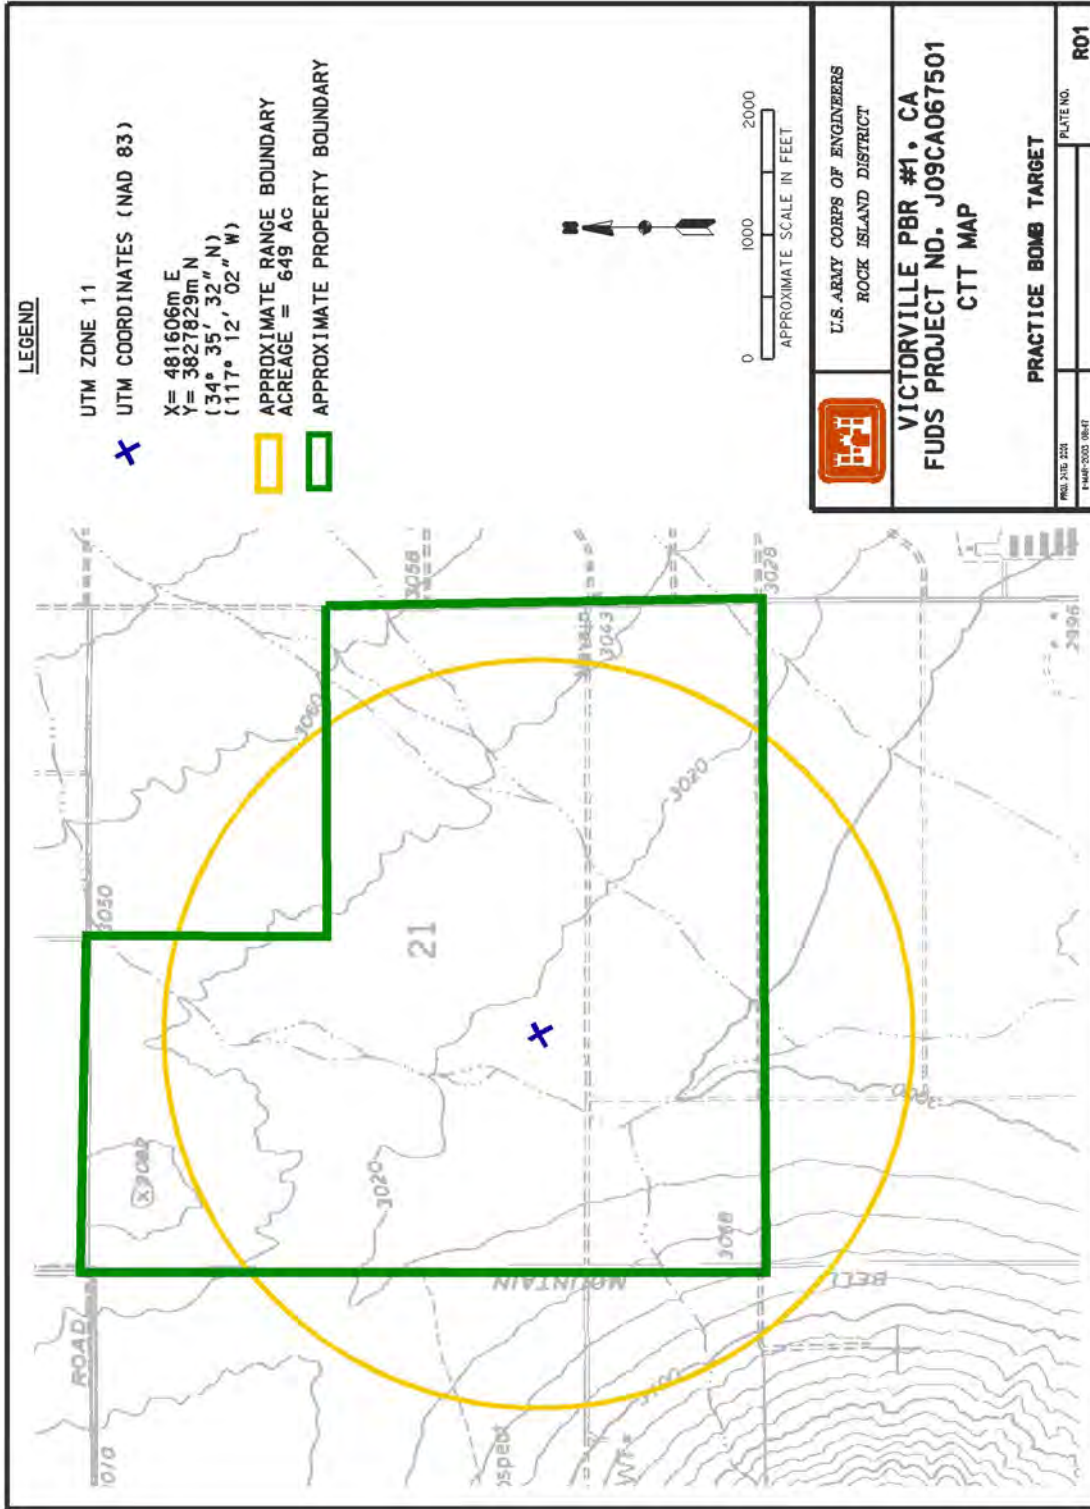 LEGEND
UTM ZONE 11
UTM COORDINATES (NAD 83)
X= 481606m E
Y= 3827829m N
(34° 35' 32" N)
(117° 12' 02" W)
APPROXIMATE RANGE BOUNDARY
ACREAGE = 649 AC
APPROXIMATE PROPERTY BOUNDARY
0 1000 2000
APPROXIMATE SCALE IN FEET
U.S. ARMY CORPS OF ENGINEERS
ROCK ISLAND DISTRICT
VICTORVILLE PBR #1, CA
FUDS PROJECT NO. J09CA067501
CTT MAP
PRACTICE BOMB TARGET
PLATE NO.
R01
ROAD
3050
3060
3058
3043
3028
3020
3020
21
3068
MOUNTAIN
BELL
2996